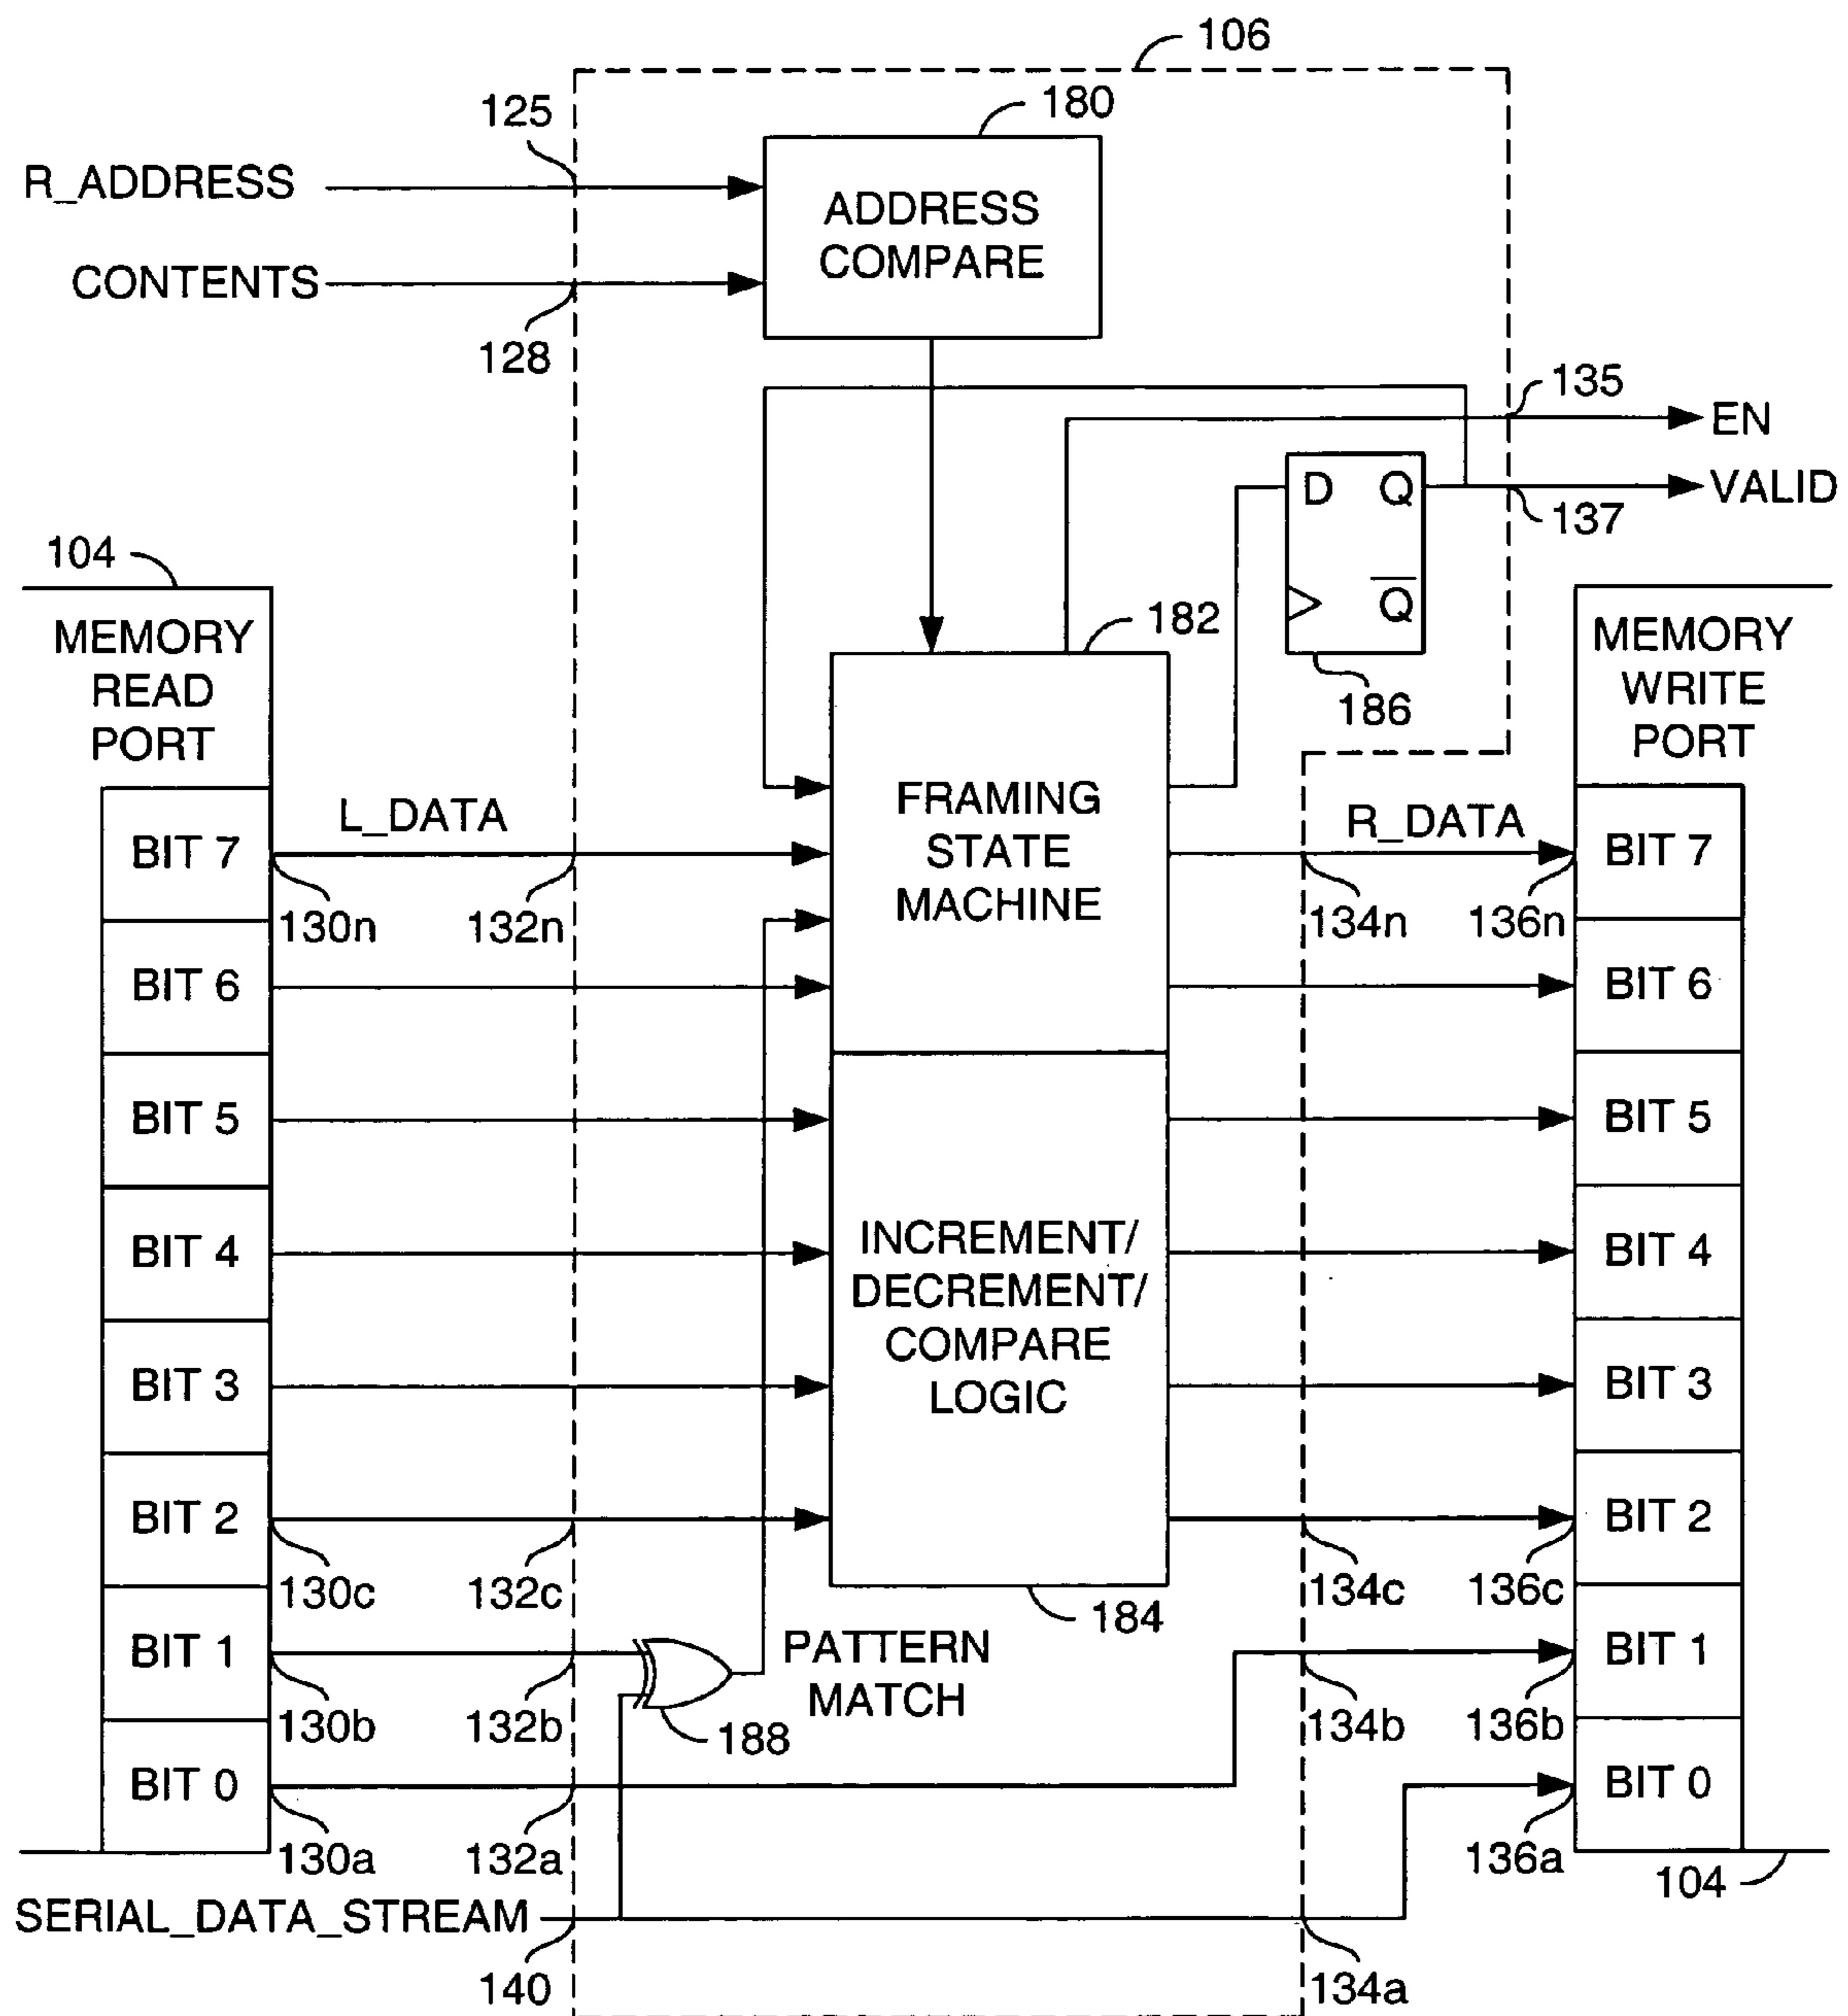 106
125
180
R_ADDRESS
ADDRESS
COMPARE
CONTENTS
128
135
EN
D Q
VALID
137
104
Q
182
186
MEMORY
READ
PORT
MEMORY
WRITE
PORT
BIT 7
L_DATA
FRAMING
STATE
MACHINE
R_DATA
BIT 7
130n
132n
134n
136n
BIT 6
BIT 6
BIT 5
BIT 5
BIT 4
INCREMENT/
DECREMENT/
COMPARE
LOGIC
BIT 4
BIT 3
BIT 3
BIT 2
BIT 2
130c
132c
184
134c
136c
BIT 1
PATTERN
MATCH
BIT 1
130b
132b
188
134b
136b
BIT 0
BIT 0
130a
132a
136a
104
SERIAL_DATA_STREAM
140
134a